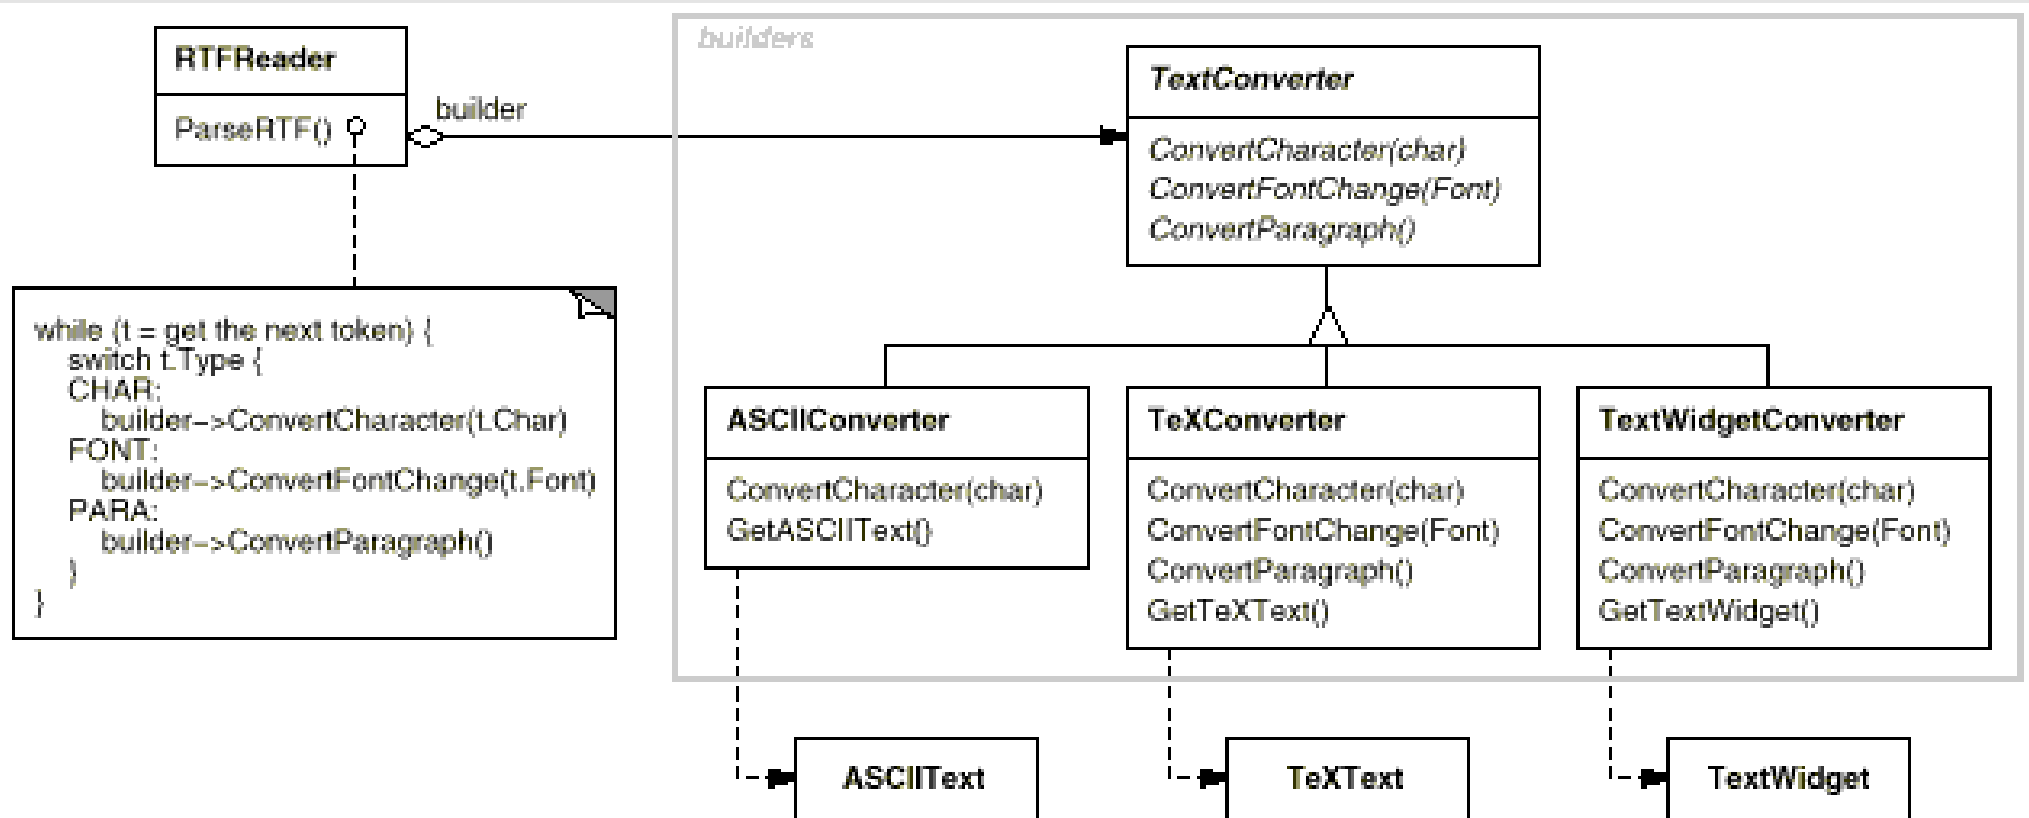 RTFReader
ParseRTF()
builder
builders
TextConverter
ConvertCharacter(char)
ConvertFontChange(Font)
ConvertParagraph()
while (t = get the next token) {
switch t.Type {
CHAR:
builder->ConvertCharacter(t.Char)
FONT:
builder->ConvertFontChange(t.Font)
PARA:
builder->ConvertParagraph()
}
}
ASCIIConverter
ConvertCharacter(char)
GetASCIIText()
TeXConverter
ConvertCharacter(char)
ConvertFontChange(Font)
ConvertParagraph()
GetTeXText()
TextWidgetConverter
ConvertCharacter(char)
ConvertFontChange(Font)
ConvertParagraph()
GetTextWidget()
ASCIIText
TeXText
TextWidget